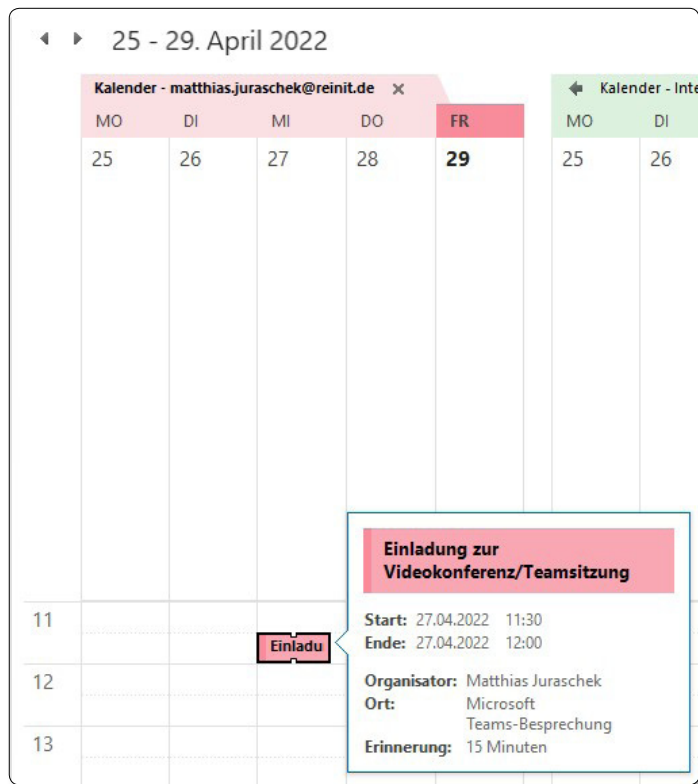 25 - 29. April 2022
Kalender - matthias.juraschek@reinit.de
Kalender - Inte
MO DI MI DO FR MO DI
25 26 27 28 29 25 26
Einladung zur
Videokonferenz/Teamsitzung
Start: 27.04.2022 11:30
Ende: 27.04.2022 12:00
Organisator: Matthias Juraschek
Ort: Microsoft
Teams-Besprechung
Erinnerung: 15 Minuten
11
Einladu
12
13